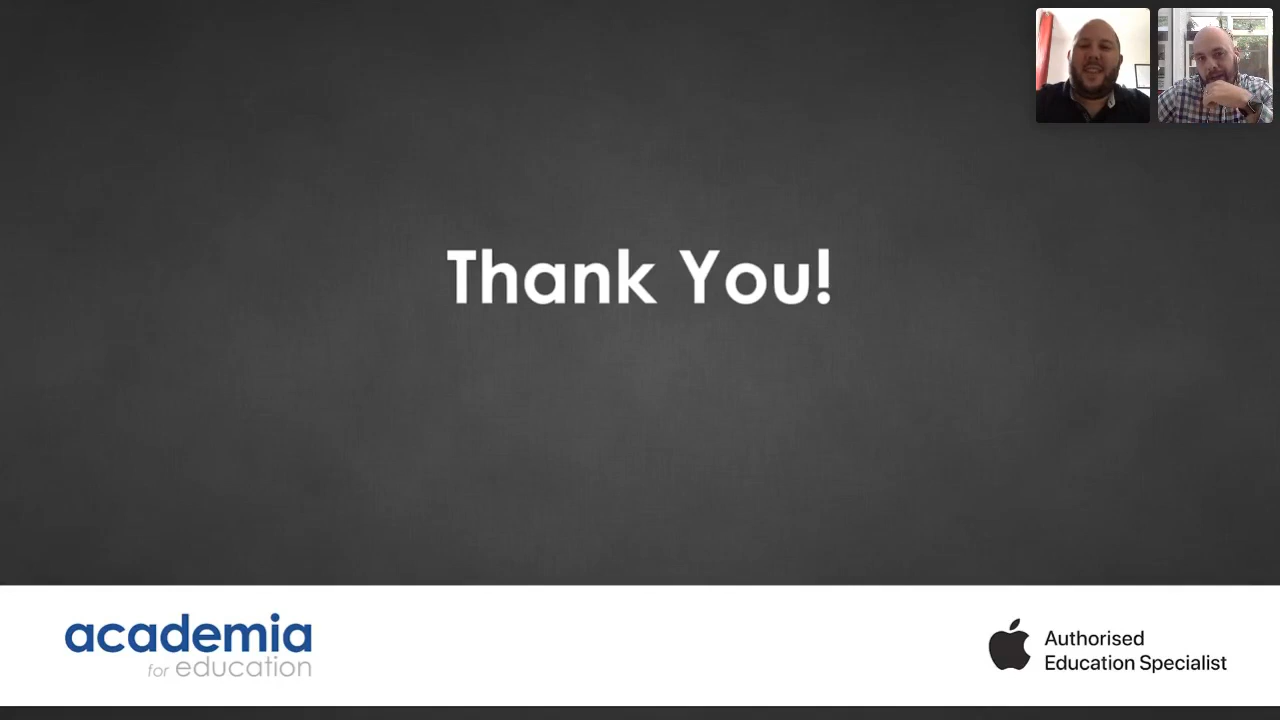 Thank You!
academia
for education
Authorised
Education Specialist